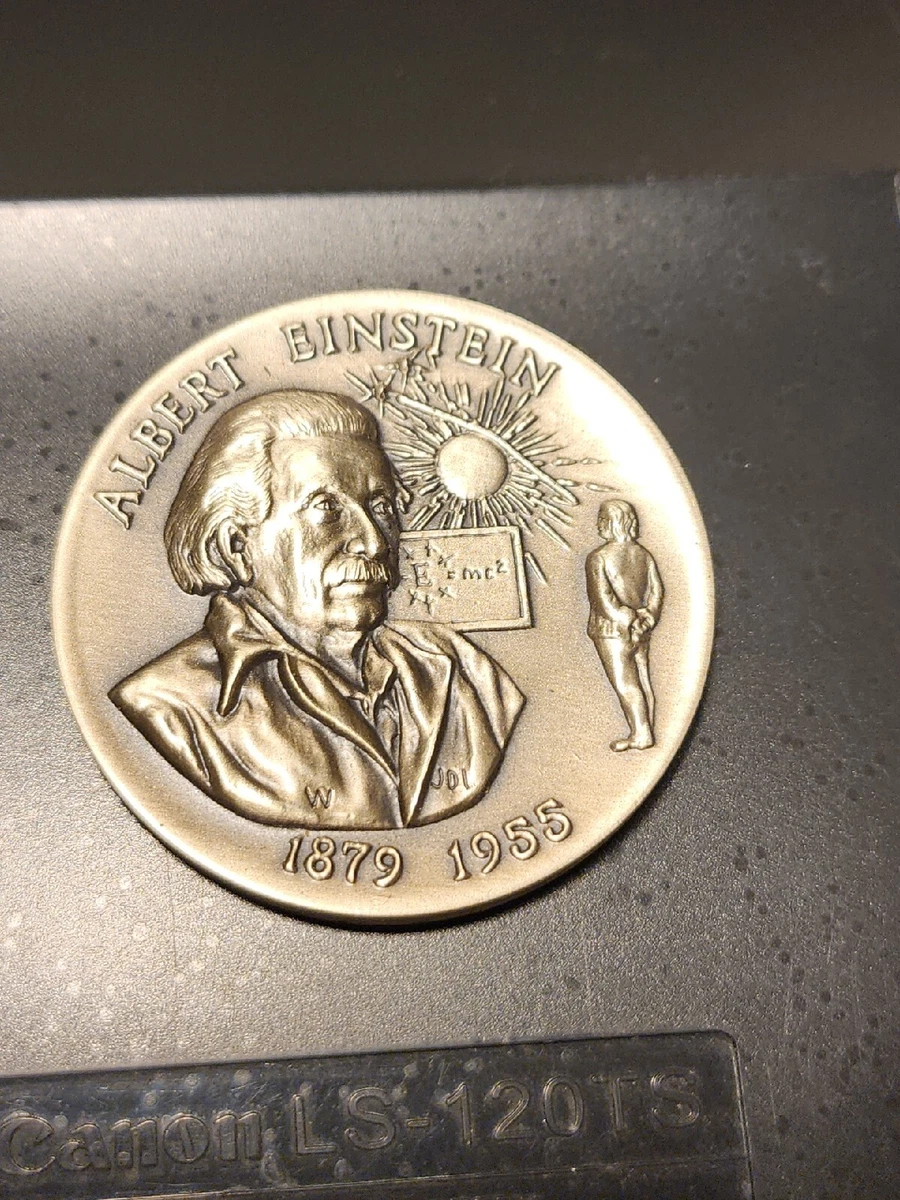 ALBERT EINSTEIN
E=mc²
W
JDI
1879 1955
Canon LS-120TS